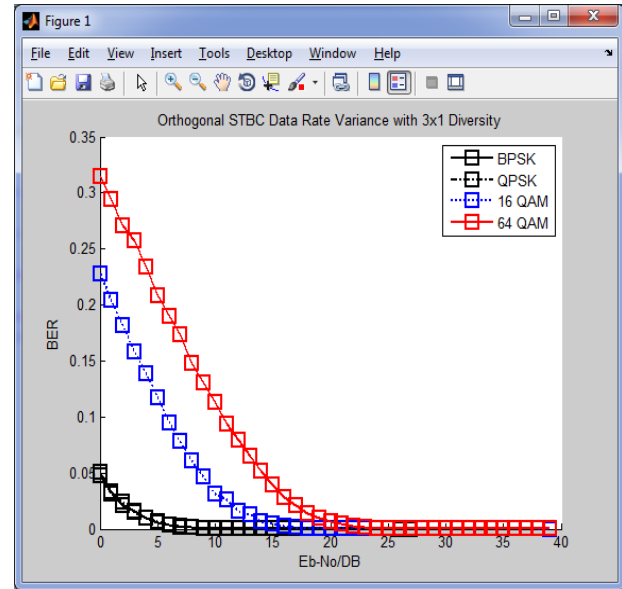 Figure 1
File Edit View Insert Tools Desktop Window Help
Orthogonal STBC Data Rate Variance with 3x1 Diversity
0.35
0.3
0.25
0.2
0.15
0.1
0.05
0
BER
BPSK
QPSK
16 QAM
64 QAM
0 5 10 15 20 25 30 35 40
Eb-No/DB